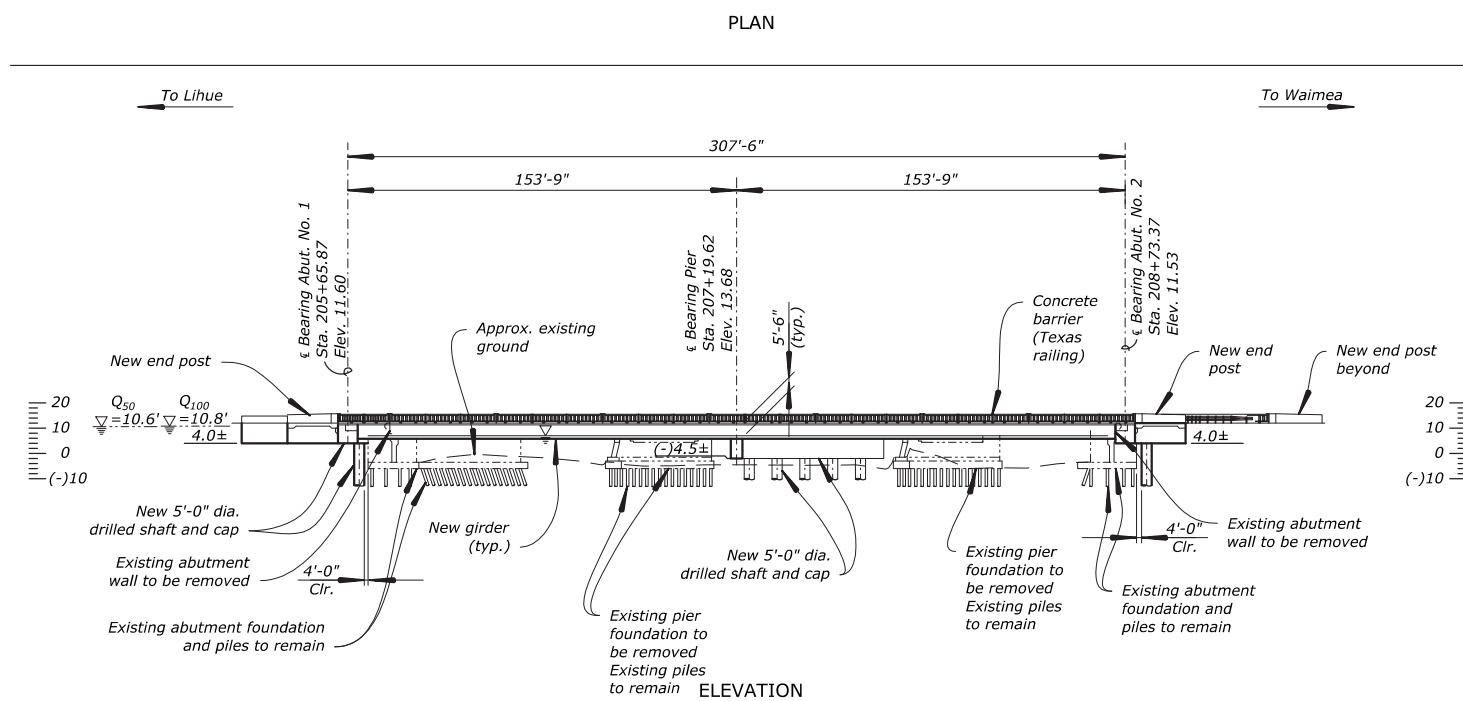 PLAN
To Lihue
To Waimea
307'-6"
153'-9"
153'-9"
℄ Bearing Abut. No. 1
Sta. 205+65.87
Elev. 11.60
℄ Bearing Pier
Sta. 207+19.62
Elev. 13.68
℄ Bearing Abut. No. 2
Sta. 208+73.37
Elev. 11.53
5'-6"
(typ.)
Concrete
barrier
(Texas
railing)
Approx. existing
ground
New end post
New end
post
New end post
beyond
20
10
0
(-)10
Q50
=10.6'
Q100
=10.8'
4.0±
(-)4.5±
4.0±
20
10
0
(-)10
New 5'-0" dia.
drilled shaft and cap
Existing abutment
wall to be removed
4'-0"
Clr.
Existing abutment foundation
and piles to remain
New girder
(typ.)
Existing pier
foundation to
be removed
Existing piles
to remain
New 5'-0" dia.
drilled shaft and cap
Existing pier
foundation to
be removed
Existing piles
to remain
4'-0"
Clr.
Existing abutment
wall to be removed
Existing abutment
foundation and
piles to remain
ELEVATION